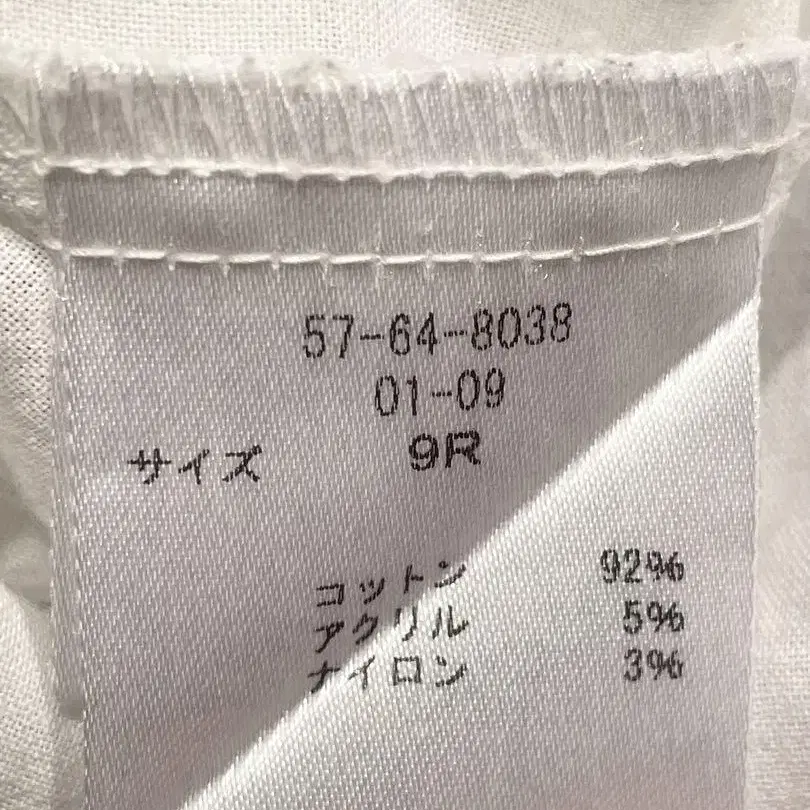 57-64-8038
01-09
サイズ 9R
コットン 92%
アクリル 5%
ナイロン 3%